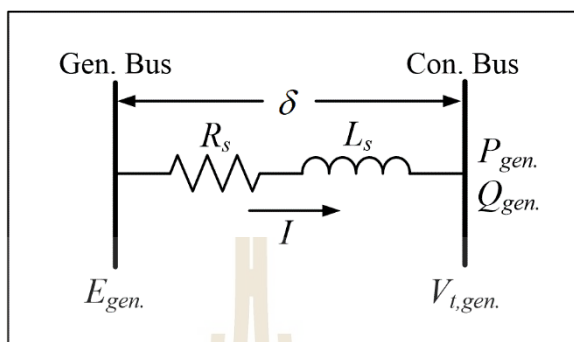 Gen. Bus
Con. Bus
δ
R_s
L_s
P_gen.
Q_gen.
I
E_gen.
V_t,gen.